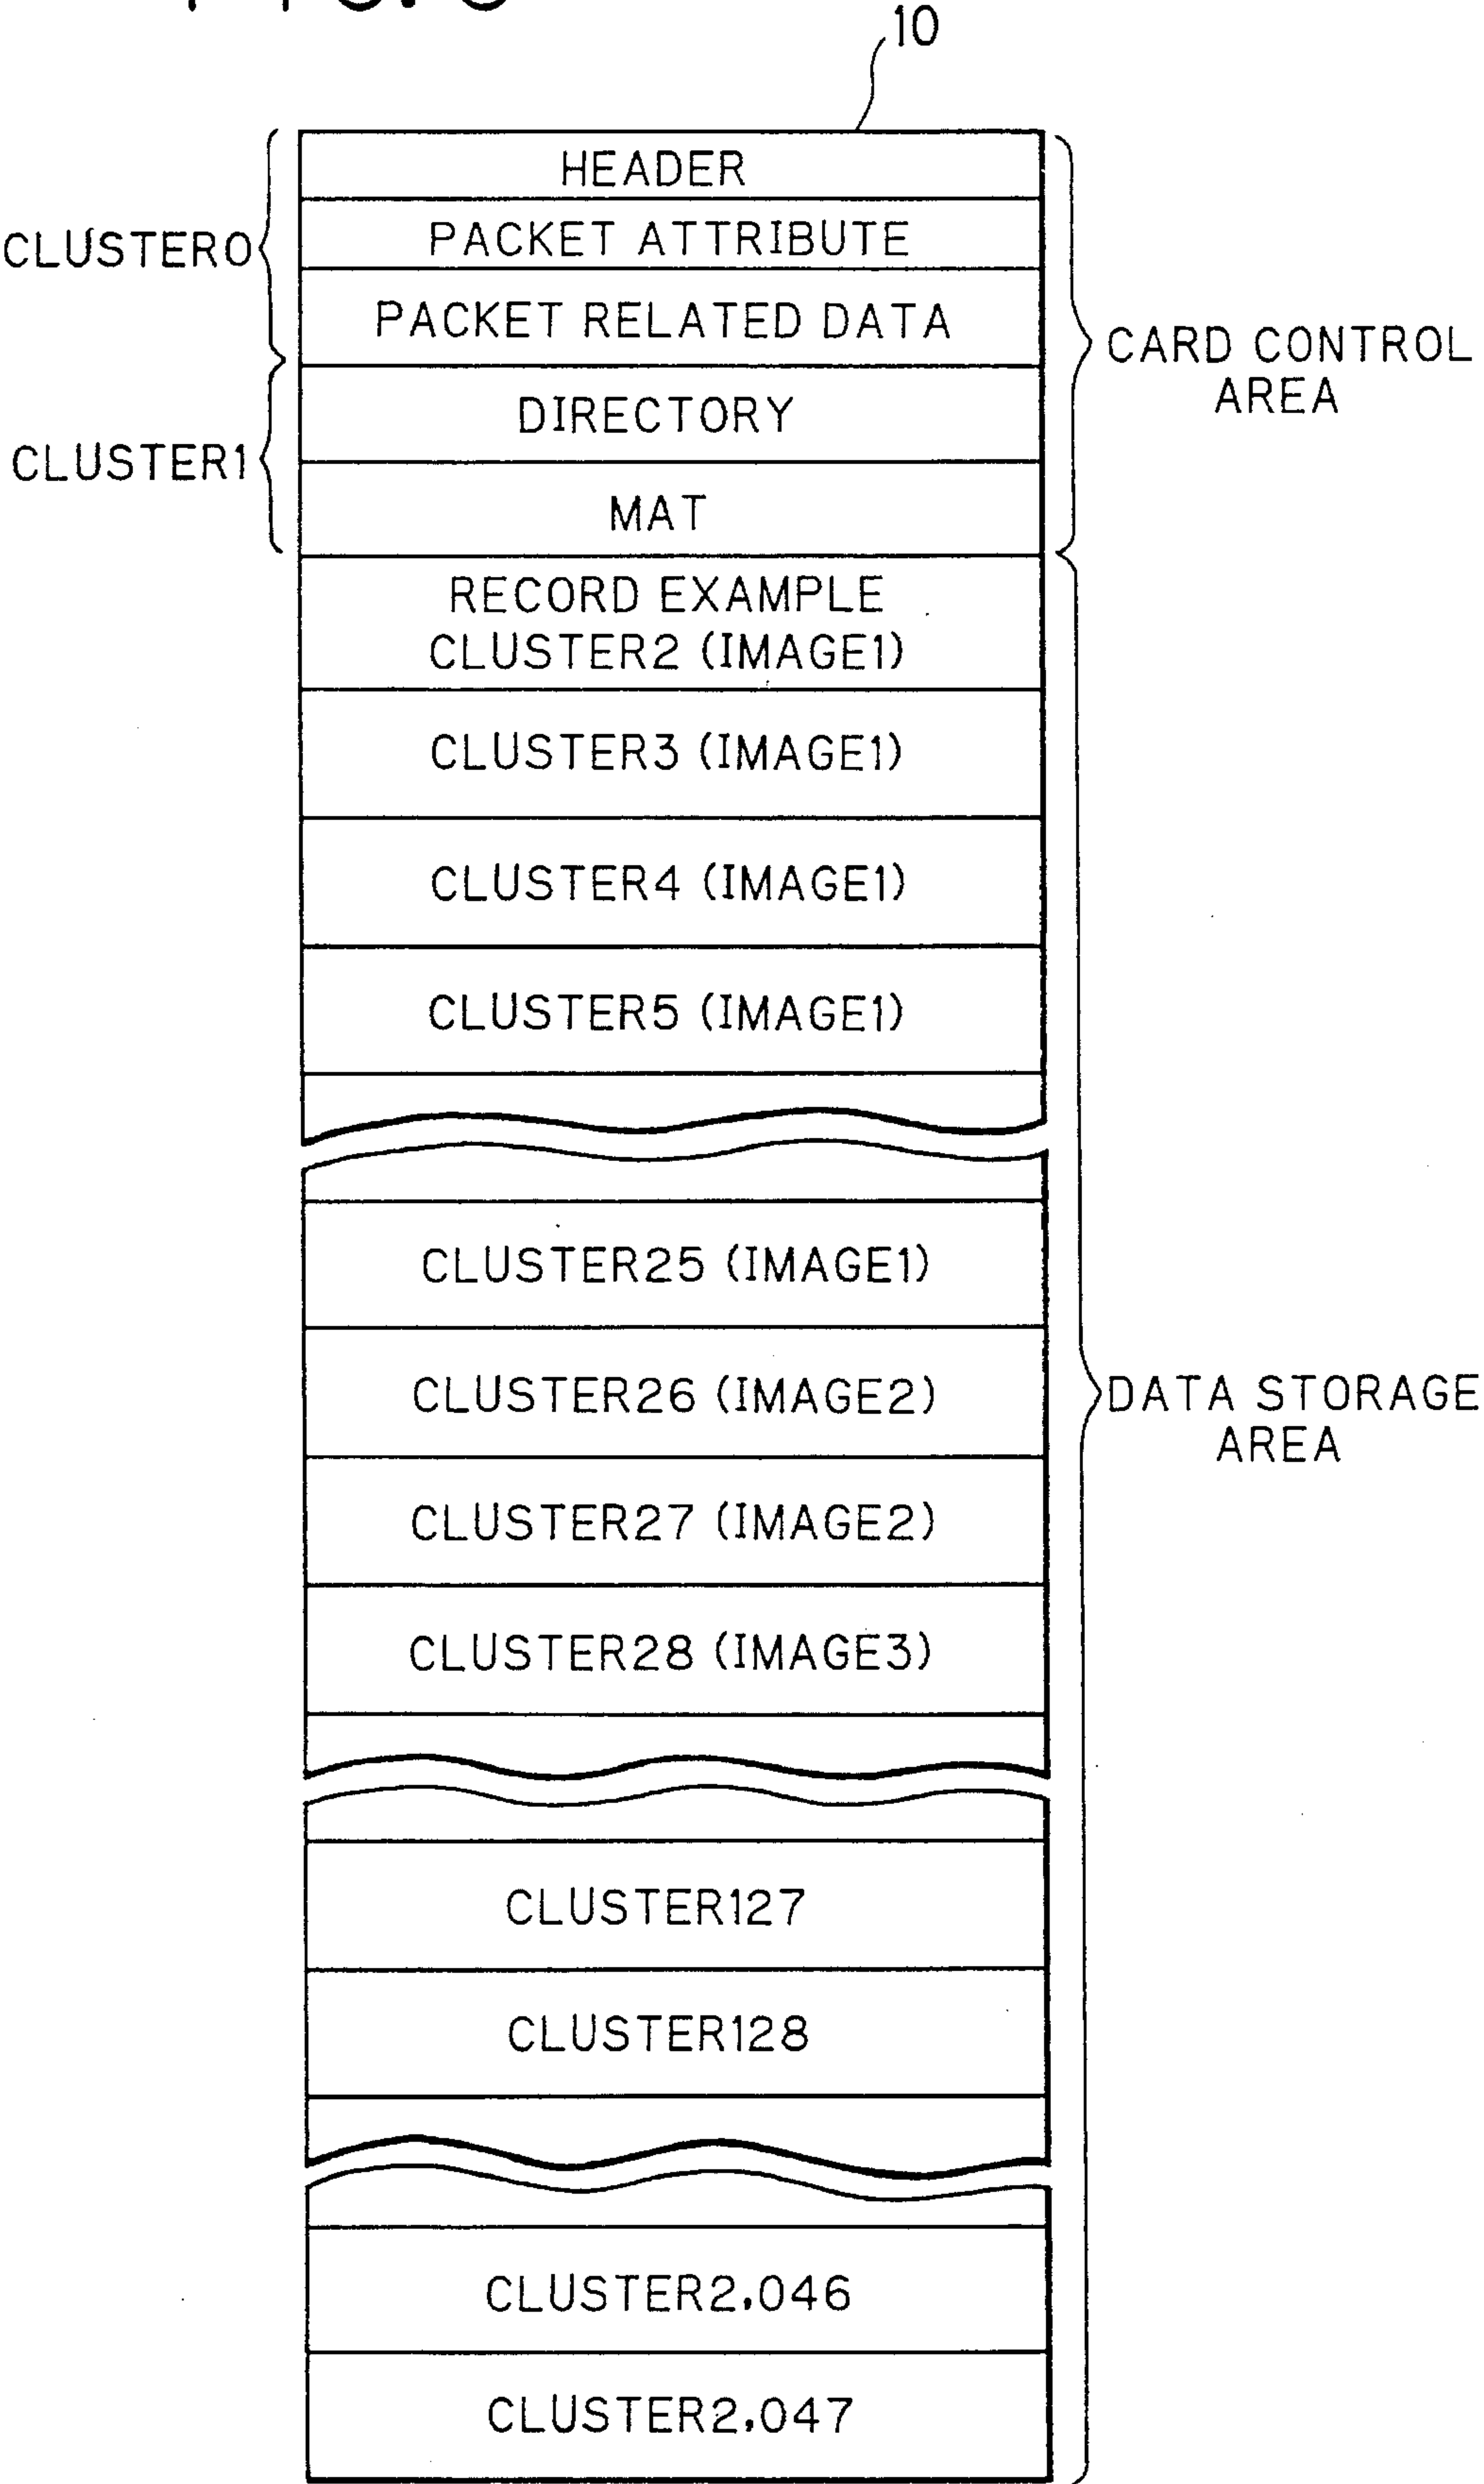 10
HEADER
PACKET ATTRIBUTE
CLUSTER0
PACKET RELATED DATA
CARD CONTROL
AREA
DIRECTORY
CLUSTER1
MAT
RECORD EXAMPLE
CLUSTER2 (IMAGE1)
CLUSTER3 (IMAGE1)
CLUSTER4 (IMAGE1)
CLUSTER5 (IMAGE1)
CLUSTER25 (IMAGE1)
CLUSTER26 (IMAGE2)
DATA STORAGE
AREA
CLUSTER27 (IMAGE2)
CLUSTER28 (IMAGE3)
CLUSTER127
CLUSTER128
CLUSTER2,046
CLUSTER2,047